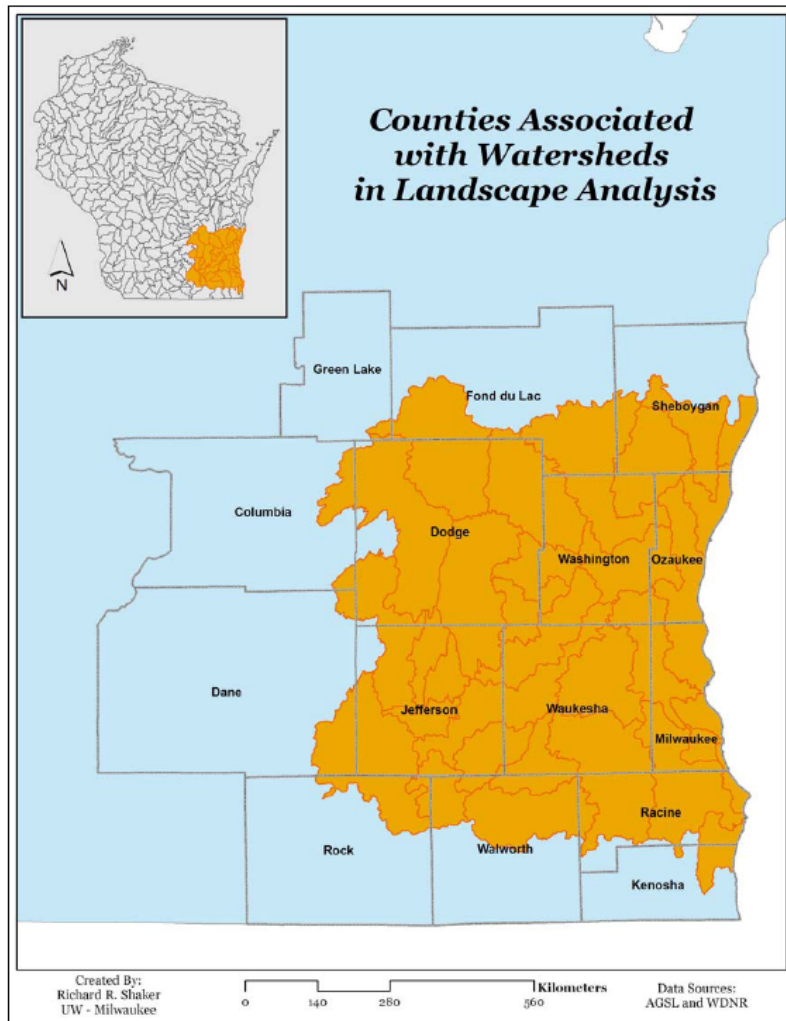 Counties Associated
with Watersheds
in Landscape Analysis
N
Green Lake
Fond du Lac
Sheboygan
Columbia
Dodge
Washington
Ozaukee
Dane
Jefferson
Waukesha
Milwaukee
Racine
Rock
Walworth
Kenosha
Created By:
Richard R. Shaker
UW - Milwaukee
Kilometers
0 140 280 560
Data Sources:
AGSL and WDNR